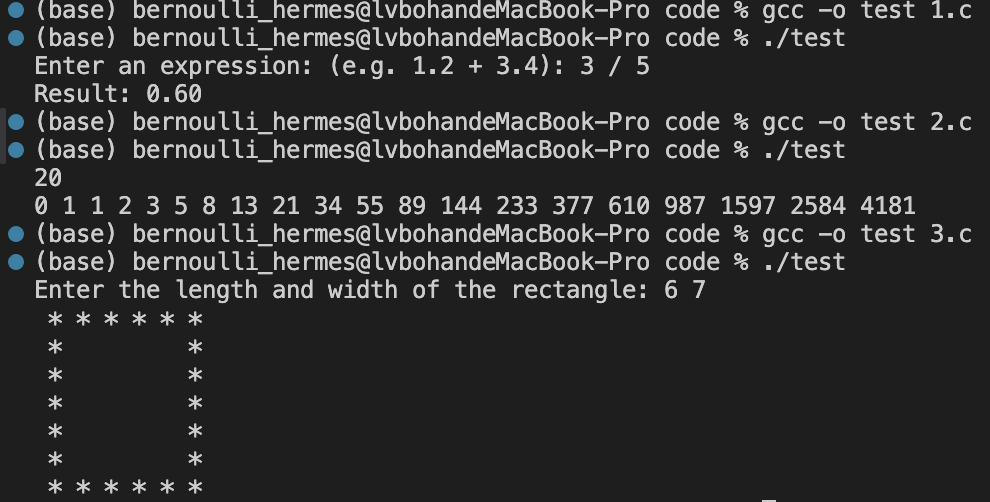 (base) bernoulli_hermes@lvbohandeMacBook-Pro code % gcc -o test 1.c
(base) bernoulli_hermes@lvbohandeMacBook-Pro code % ./test
Enter an expression: (e.g. 1.2 + 3.4): 3 / 5
Result: 0.60
(base) bernoulli_hermes@lvbohandeMacBook-Pro code % gcc -o test 2.c
(base) bernoulli_hermes@lvbohandeMacBook-Pro code % ./test
20
0 1 1 2 3 5 8 13 21 34 55 89 144 233 377 610 987 1597 2584 4181
(base) bernoulli_hermes@lvbohandeMacBook-Pro code % gcc -o test 3.c
(base) bernoulli_hermes@lvbohandeMacBook-Pro code % ./test
Enter the length and width of the rectangle: 6 7
 * * * * * *
 *         *
 *         *
 *         *
 *         *
 *         *
 * * * * * *